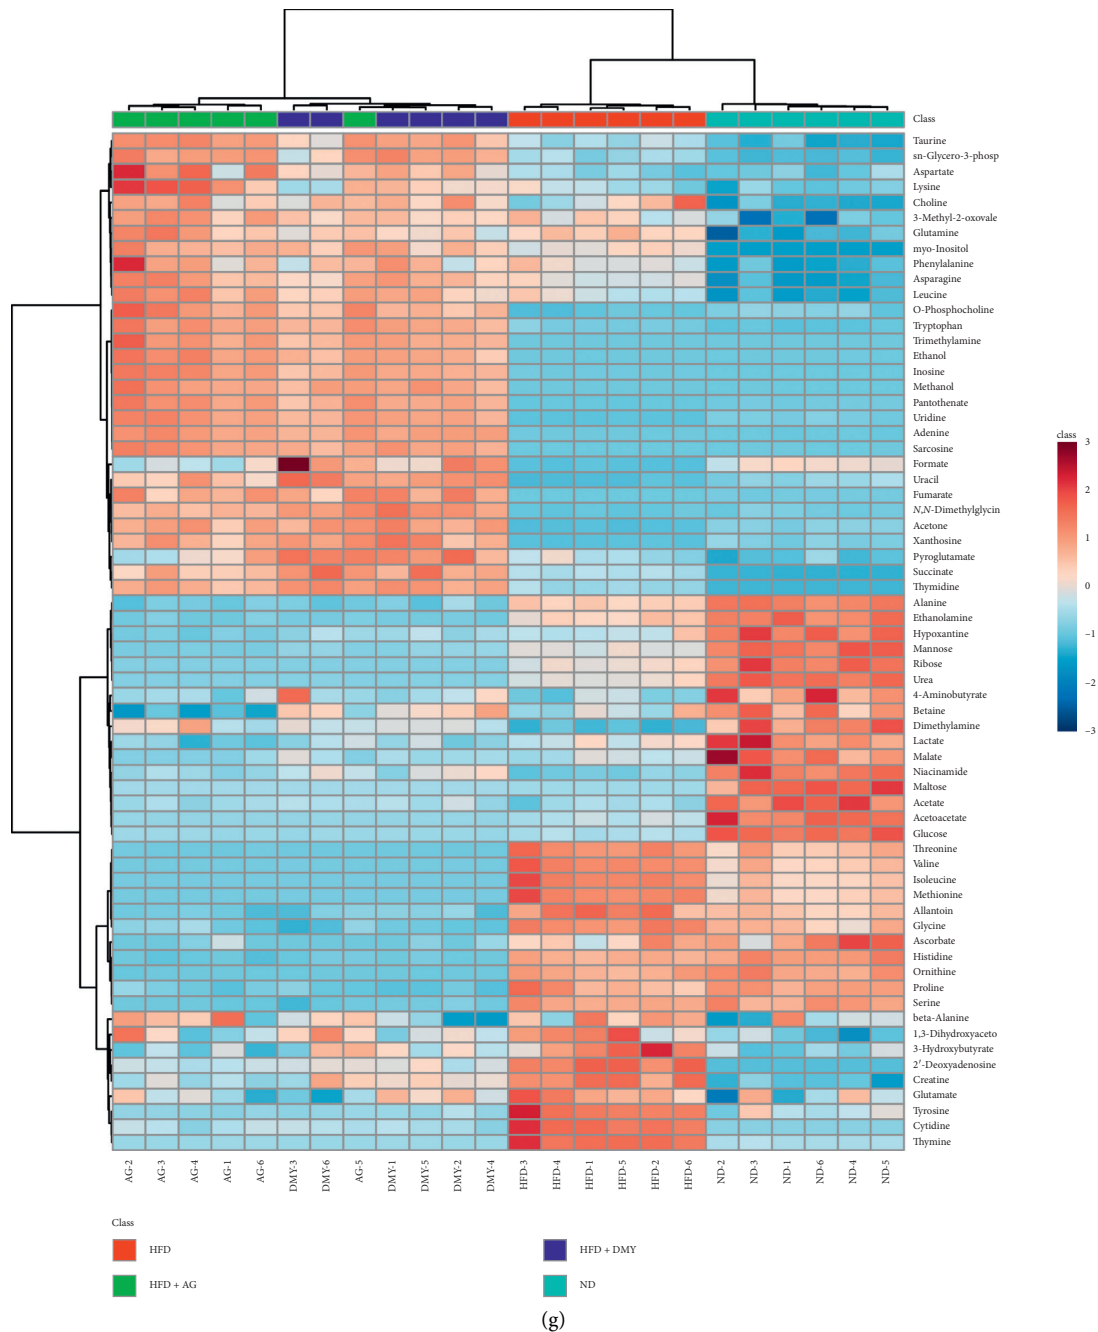 Class
Taurine
sn-Glycero-3-phosp
Aspartate
Lysine
Choline
3-Methyl-2-oxovale
Glutamine
myo-Inositol
Phenylalanine
Asparagine
Leucine
O-Phosphocholine
Tryptophan
Trimethylamine
Ethanol
Inosine
Methanol
Pantothenate
Uridine
Adenine
Sarcosine
Formate
Uracil
Fumarate
N,N-Dimethylglycin
Acetone
Xanthosine
Pyroglutamate
Succinate
Thymidine
Alanine
Ethanolamine
Hypoxantine
Mannose
Ribose
Urea
4-Aminobutyrate
Betaine
Dimethylamine
Lactate
Malate
Niacinamide
Maltose
Acetate
Acetoacetate
Glucose
Threonine
Valine
Isoleucine
Methionine
Allantoin
Glycine
Ascorbate
Histidine
Ornithine
Proline
Serine
beta-Alanine
1,3-Dihydroxyaceto
3-Hydroxybutyrate
2′-Deoxyadenosine
Creatine
Glutamate
Tyrosine
Cytidine
Thymine
class
3
2
1
0
−1
−2
−3
AG-2 AG-3 AG-4 AG-1 AG-6 DMY-3 DMY-6 AG-5 DMY-1 DMY-5 DMY-2 DMY-4 HFD-3 HFD-4 HFD-1 HFD-5 HFD-2 HFD-6 ND-2 ND-3 ND-1 ND-6 ND-4 ND-5
Class
HFD HFD + DMY
HFD + AG ND
(g)